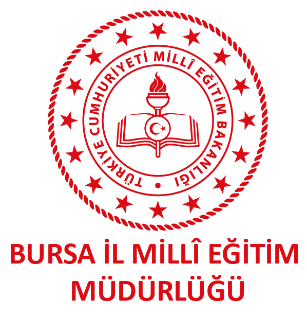 TÜRKİYE CUMHURİYETİ MİLLÎ EĞİTİM BAKANLIĞI
BURSA İL MİLLÎ EĞİTİM
MÜDÜRLÜĞÜ